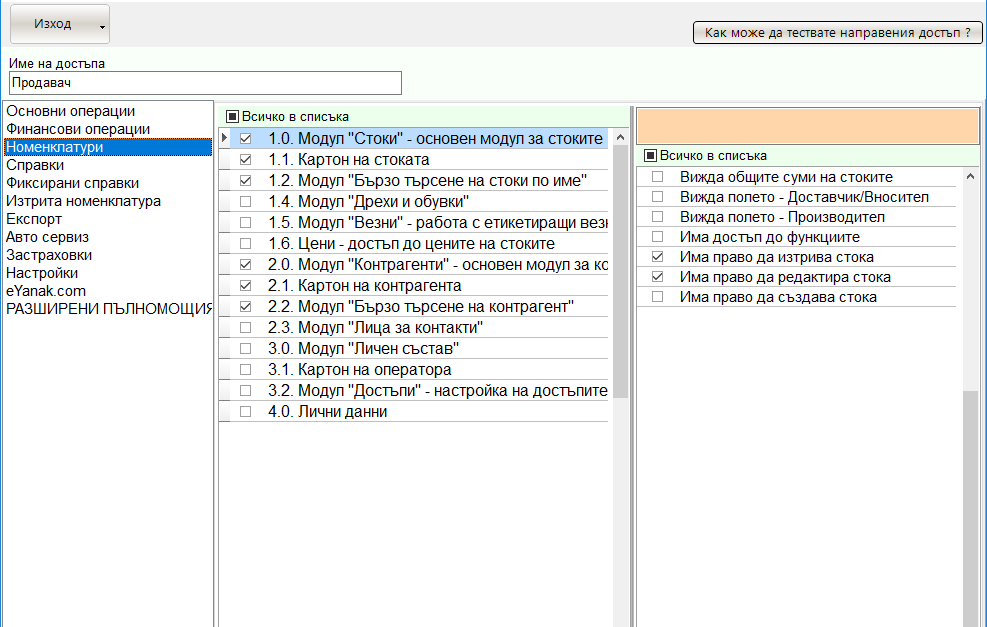 Изход
Как може да тествате направения достъп ?
Име на достъпа
Продавач
Основни операции
Финансови операции
Номенклатури
Справки
Фиксирани справки
Изтрита номенклатура
Експорт
Авто сервиз
Застраховки
Настройки
eYanak.com
РАЗШИРЕНИ ПЪЛНОМОЩИЯ
Всичко в списъка
1.0. Модул "Стоки" - основен модул за стоките
1.1. Картон на стоката
1.2. Модул "Бързо търсене на стоки по име"
1.4. Модул "Дрехи и обувки"
1.5. Модул "Везни" - работа с етикетиращи везн
1.6. Цени - достъп до цените на стоките
2.0. Модул "Контрагенти" - основен модул за ко
2.1. Картон на контрагента
2.2. Модул "Бързо търсене на контрагент"
2.3. Модул "Лица за контакти"
3.0. Модул "Личен състав"
3.1. Картон на оператора
3.2. Модул "Достъпи" - настройка на достъпите
4.0. Лични данни
Всичко в списъка
Вижда общите суми на стоките
Вижда полето - Доставчик/Вносител
Вижда полето - Производител
Има достъп до функциите
Има право да изтрива стока
Има право да редактира стока
Има право да създава стока